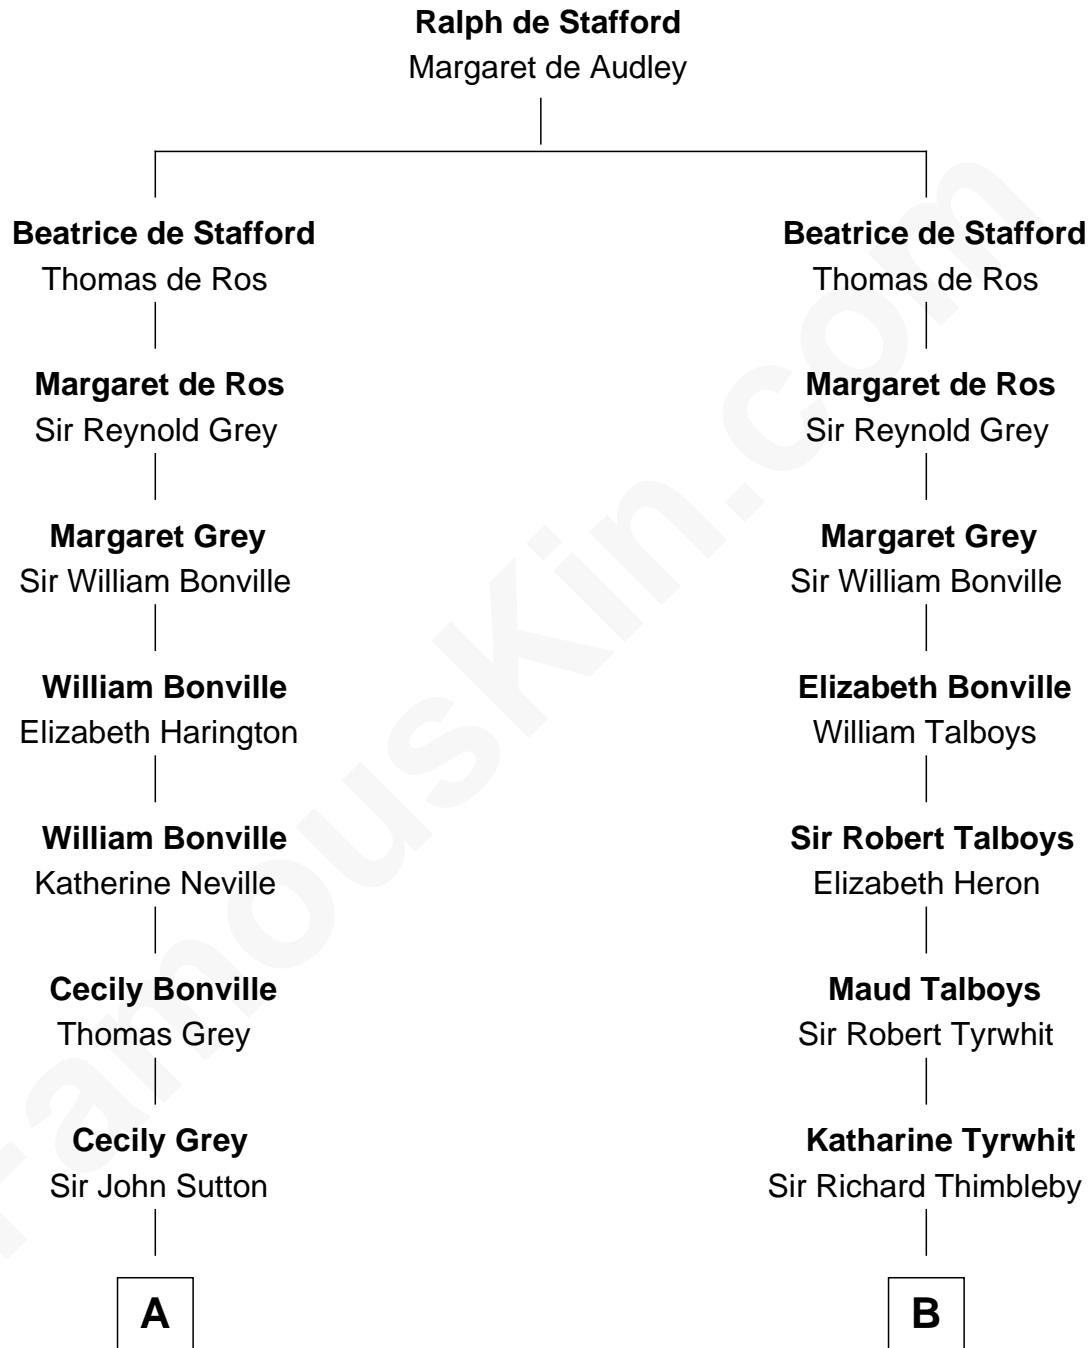 Ralph de Stafford
Margaret de Audley
Beatrice de Stafford
Thomas de Ros
Margaret de Ros
Sir Reynold Grey
Margaret Grey
Sir William Bonville
William Bonville
Elizabeth Harington
William Bonville
Katherine Neville
Cecily Bonville
Thomas Grey
Cecily Grey
Sir John Sutton
A
Beatrice de Stafford
Thomas de Ros
Margaret de Ros
Sir Reynold Grey
Margaret Grey
Sir William Bonville
Elizabeth Bonville
William Talboys
Sir Robert Talboys
Elizabeth Heron
Maud Talboys
Sir Robert Tyrwhit
Katharine Tyrwhit
Sir Richard Thimbleby
B
FamousKin.com